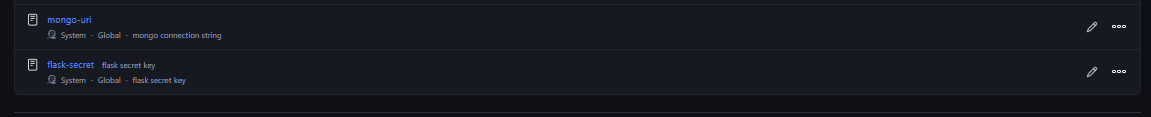 mongo-uri
System - Global - mongo connection string
flask-secret flask secret key
System - Global - flask secret key